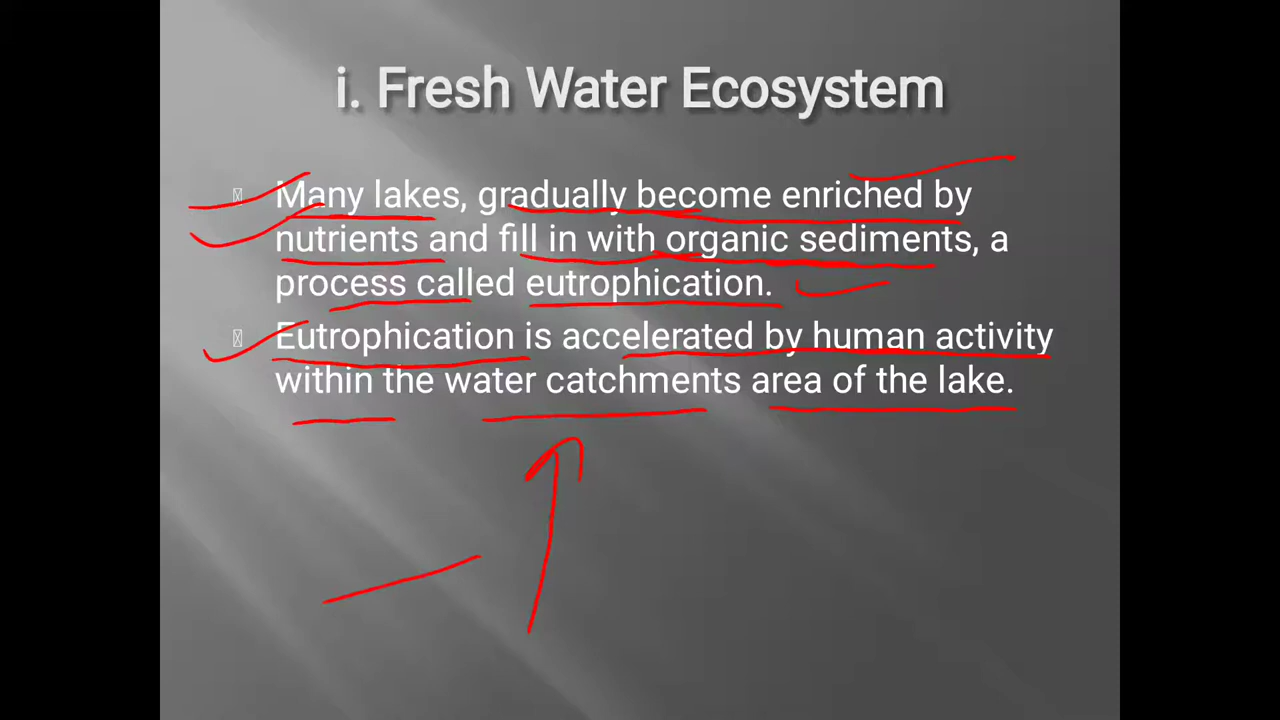 i. Fresh Water Ecosystem
Many lakes, gradually become enriched by
nutrients and fill in with organic sediments, a
process called eutrophication.
Eutrophication is accelerated by human activity
within the water catchments area of the lake.